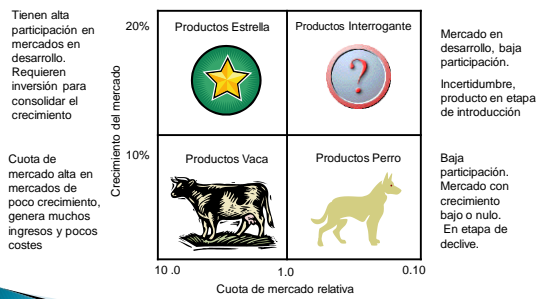 Tienen alta
participación en
mercados en
desarrollo.
Requieren
inversión para
consolidar el
crecimiento
20%
Productos Estrella
Productos Interrogante
?
Mercado en
desarrollo, baja
participación.
Incertidumbre,
producto en etapa
de introducción
Crecimiento del mercado
Cuota de
mercado alta en
mercados de
poco crecimiento,
genera muchos
ingresos y pocos
costes
10%
Productos Vaca
Productos Perro
Baja
participación.
Mercado con
crecimiento
bajo o nulo.
En etapa de
declive.
10 .0
1.0
0.10
Cuota de mercado relativa